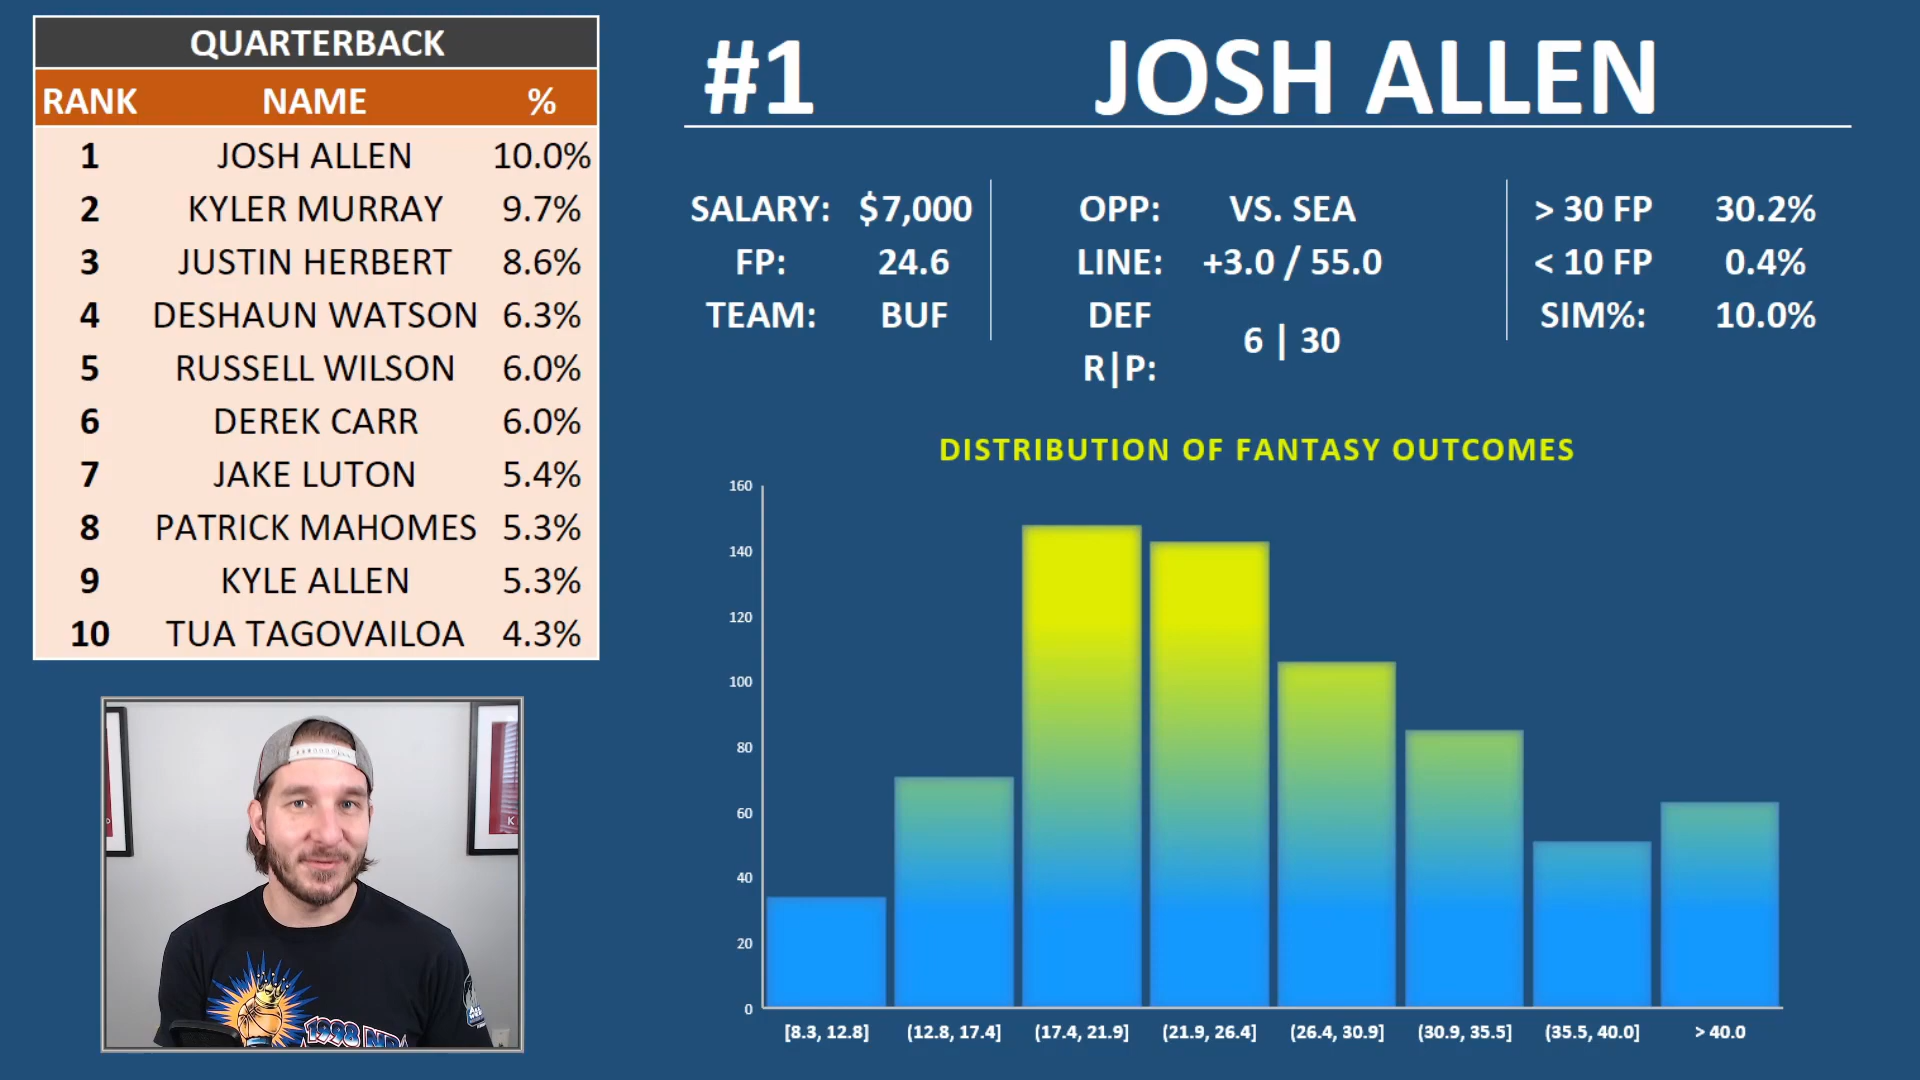 QUARTERBACK
RANK NAME %
1 JOSH ALLEN 10.0%
2 KYLER MURRAY 9.7%
3 JUSTIN HERBERT 8.6%
4 DESHAUN WATSON 6.3%
5 RUSSELL WILSON 6.0%
6 DEREK CARR 6.0%
7 JAKE LUTON 5.4%
8 PATRICK MAHOMES 5.3%
9 KYLE ALLEN 5.3%
10 TUA TAGOVAILOA 4.3%
#1 JOSH ALLEN
SALARY: $7,000
FP: 24.6
TEAM: BUF
OPP: VS. SEA
LINE: +3.0 / 55.0
DEF
R|P:
6 | 30
> 30 FP 30.2%
< 10 FP 0.4%
SIM%: 10.0%
DISTRIBUTION OF FANTASY OUTCOMES
160
140
120
100
80
60
40
20
0
[8.3, 12.8] (12.8, 17.4] (17.4, 21.9] (21.9, 26.4] (26.4, 30.9] (30.9, 35.5] (35.5, 40.0] > 40.0
1998